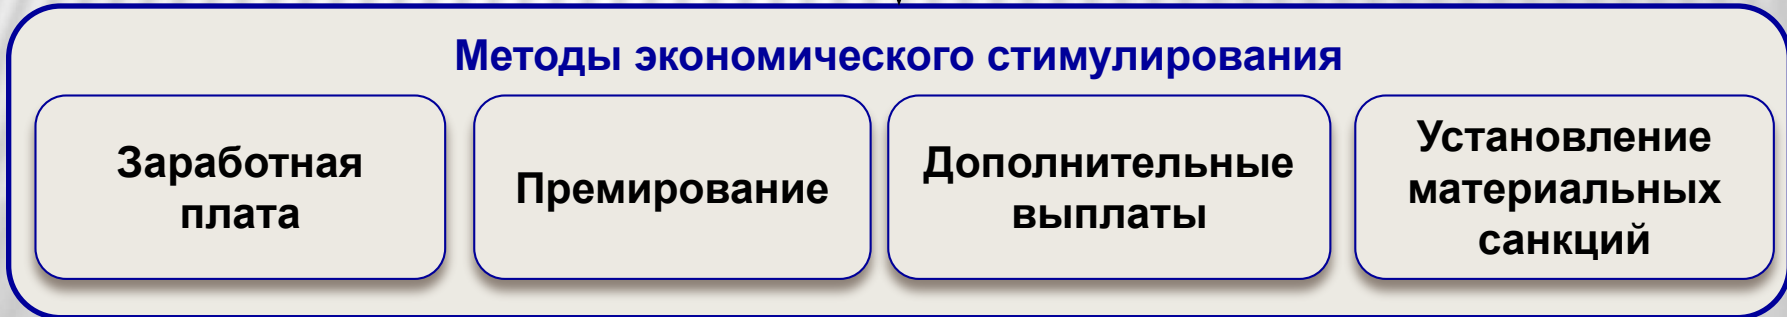 Методы экономического стимулирования
Заработная
плата
Премирование
Дополнительные
выплаты
Установление
материальных
санкций